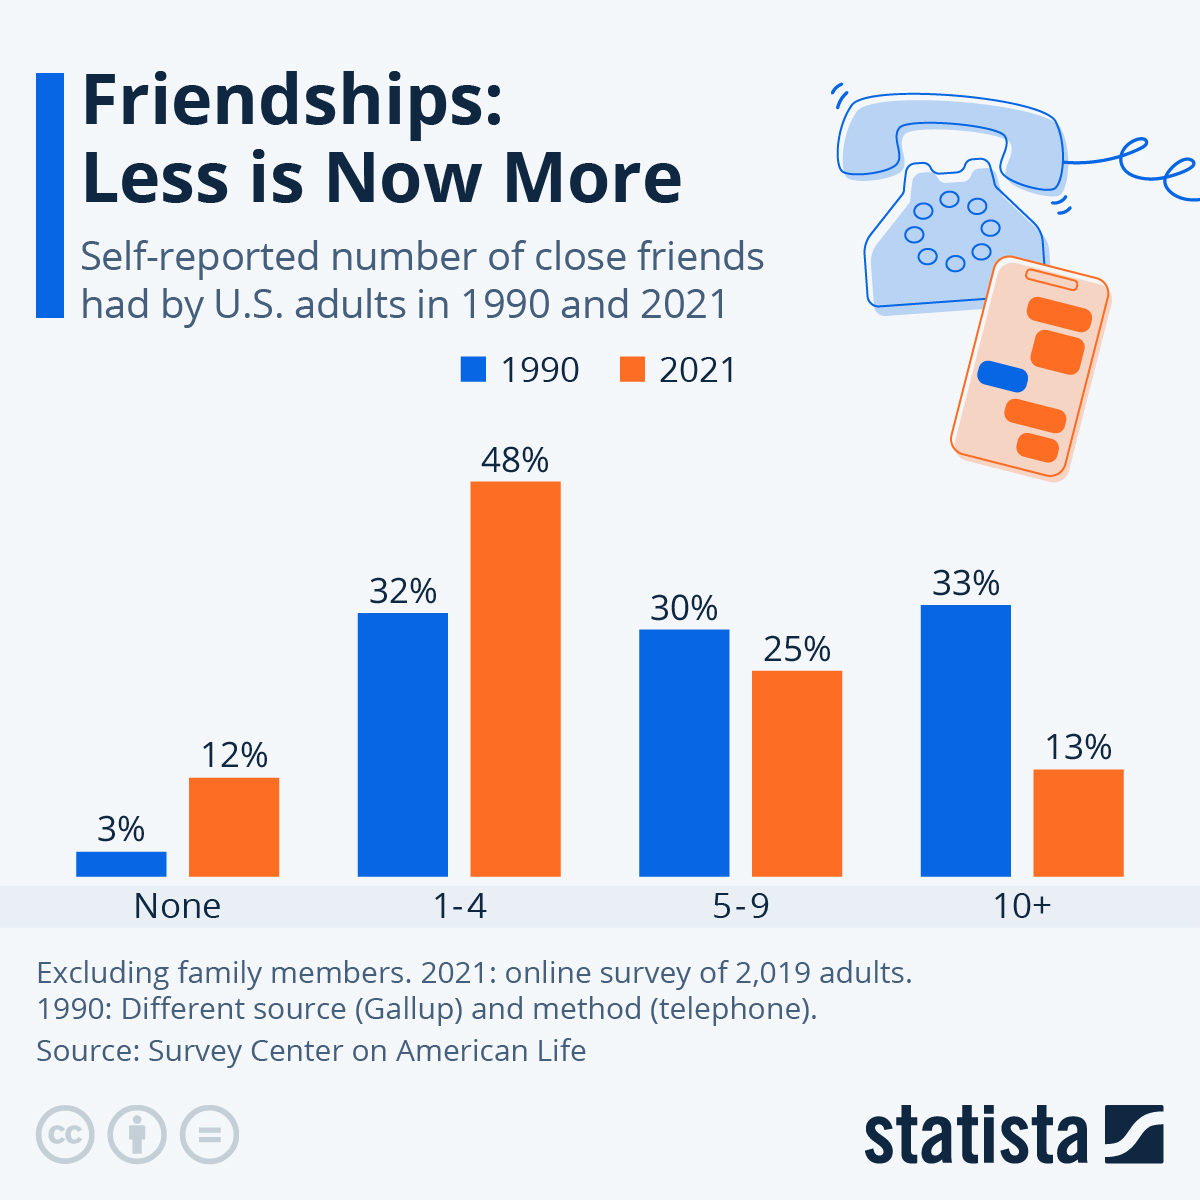 Friendships:
Less is Now More
Self-reported number of close friends
had by U.S. adults in 1990 and 2021
1990 2021
3%
12%
32%
48%
30%
25%
33%
13%
None 1-4 5-9 10+
Excluding family members. 2021: online survey of 2,019 adults.
1990: Different source (Gallup) and method (telephone).
Source: Survey Center on American Life
cc =
statista